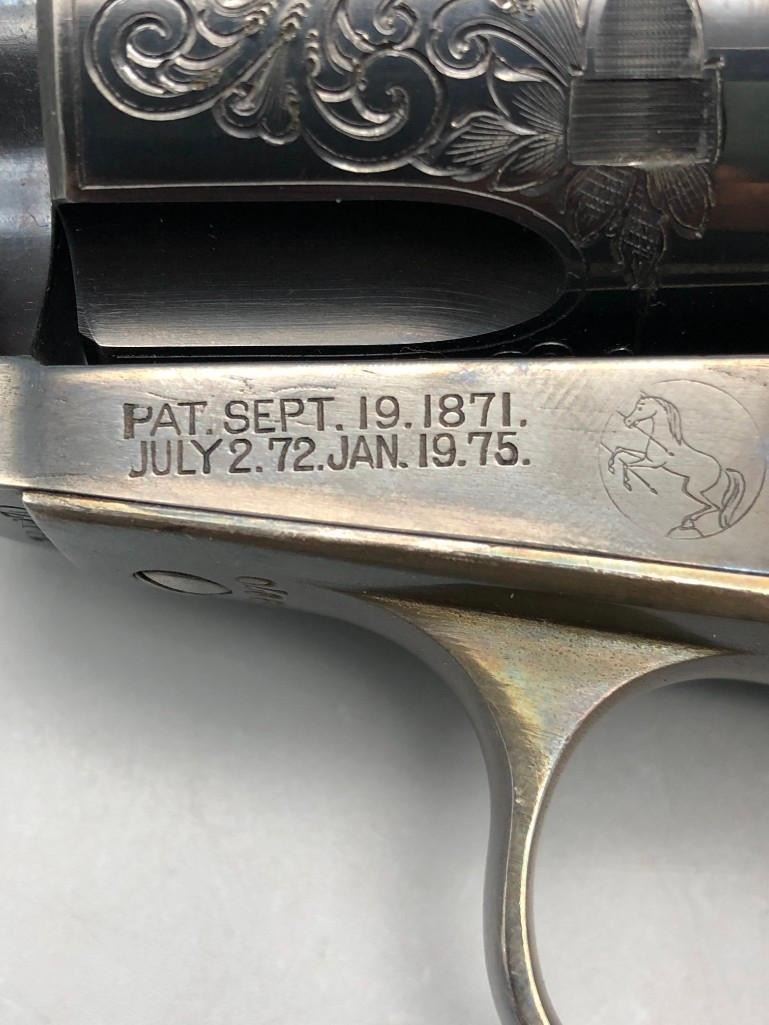 PAT. SEPT. 19. 1871.
JULY 2. 72. JAN. 19. 75.